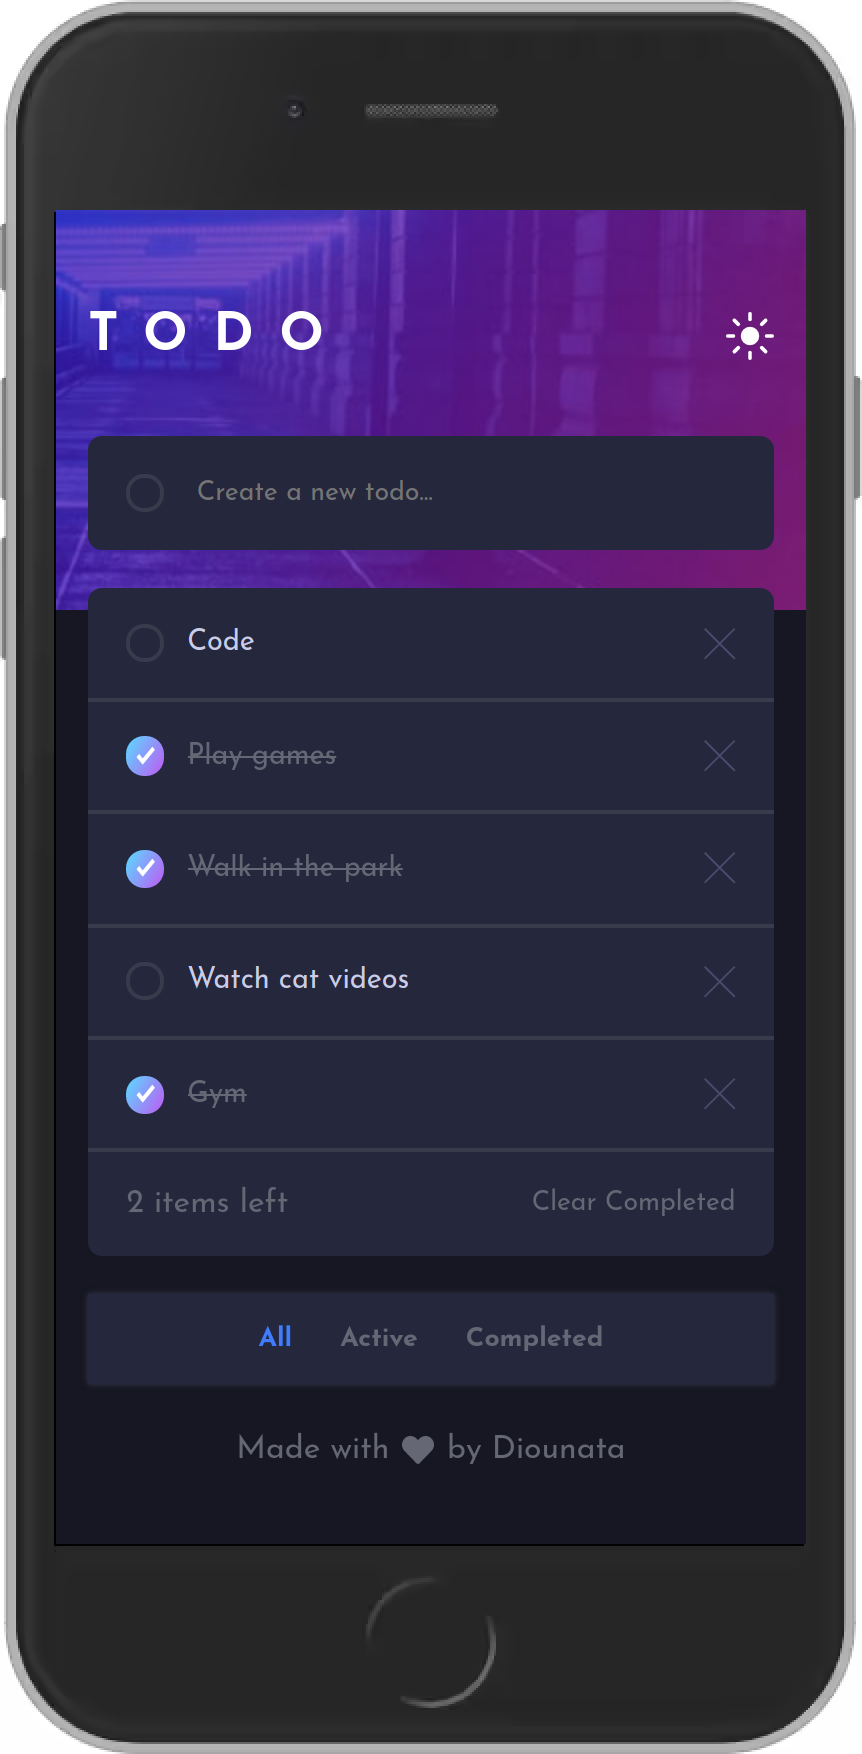 TODO
Create a new todo...
Code
Play games
Walk in the park
Watch cat videos
Gym
2 items left Clear Completed
All Active Completed
Made with by Diounata